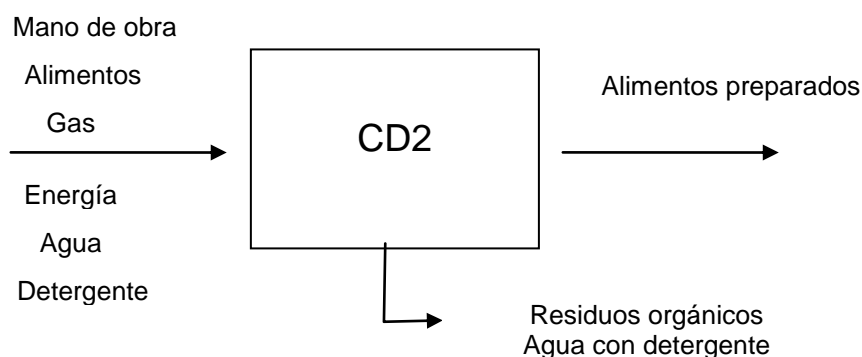 Mano de obra
Alimentos
Gas
Energía
Agua
Detergente
CD2
Alimentos preparados
Residuos orgánicos
Agua con detergente